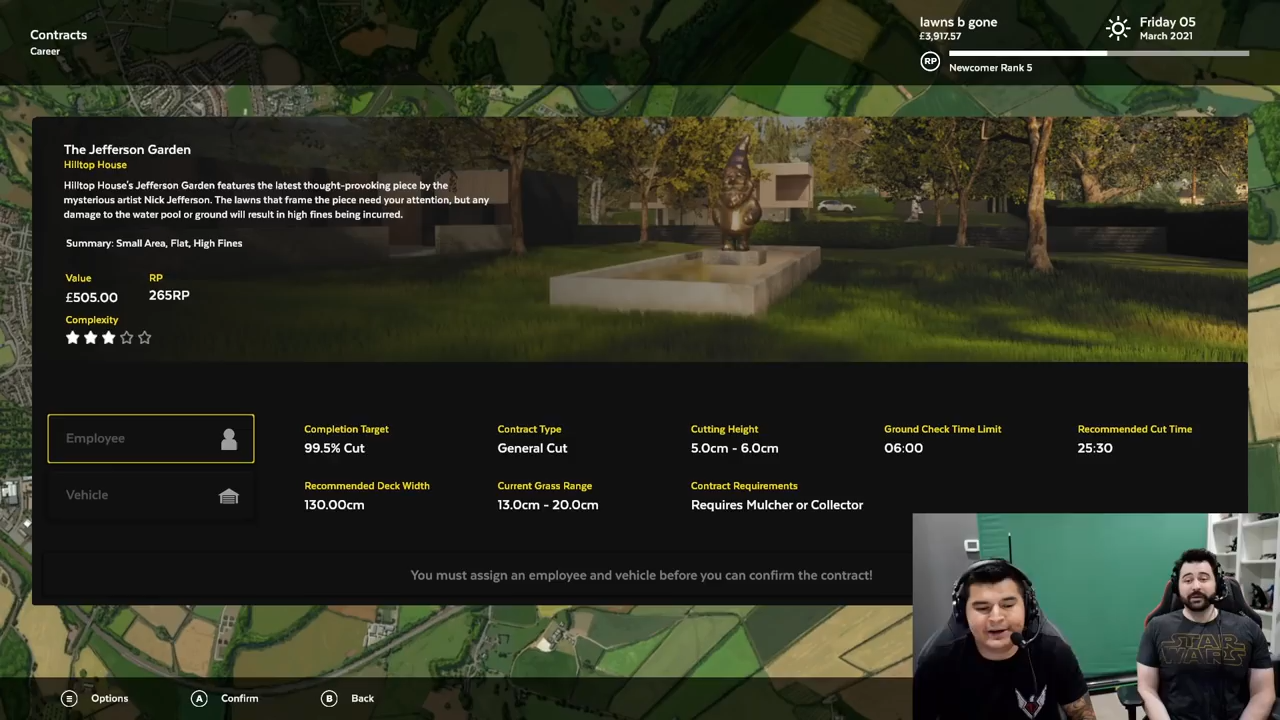 Contracts
Career
lawns b gone
£3,917.57
Friday 05
March 2021
RP
Newcomer Rank 5
The Jefferson Garden
Hilltop House
Hilltop House's Jefferson Garden features the latest thought-provoking piece by the
mysterious artist Nick Jefferson. The lawns that frame the piece need your attention, but any
damage to the water pool or ground will result in high fines being incurred.
Summary: Small Area, Flat, High Fines
Value
RP
£505.00
265RP
Complexity
Employee
Vehicle
Completion Target
99.5% Cut
Contract Type
General Cut
Cutting Height
5.0cm - 6.0cm
Ground Check Time Limit
06:00
Recommended Cut Time
25:30
Recommended Deck Width
130.00cm
Current Grass Range
13.0cm - 20.0cm
Contract Requirements
Requires Mulcher or Collector
You must assign an employee and vehicle before you can confirm the contract!
STAR
WARS
Options
A
Confirm
B
Back